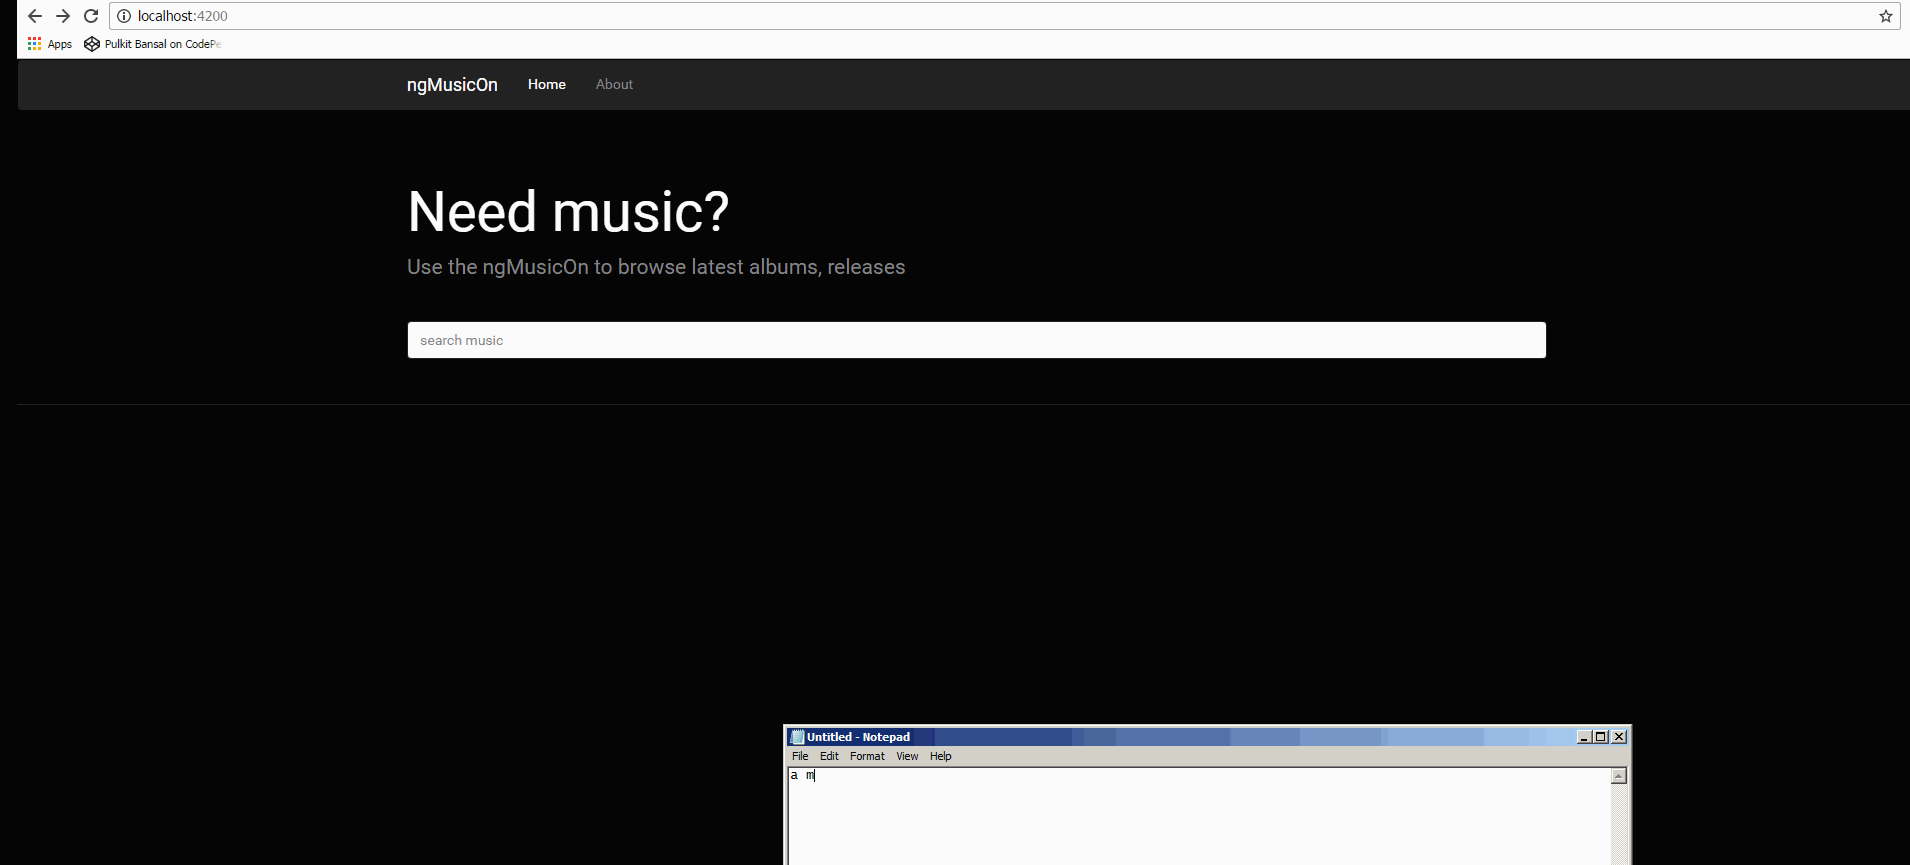 localhost:4200
Apps Pulkit Bansal on CodePe
ngMusicOn Home About
Need music?
Use the ngMusicOn to browse latest albums, releases
search music
Untitled - Notepad
File Edit Format View Help
a m